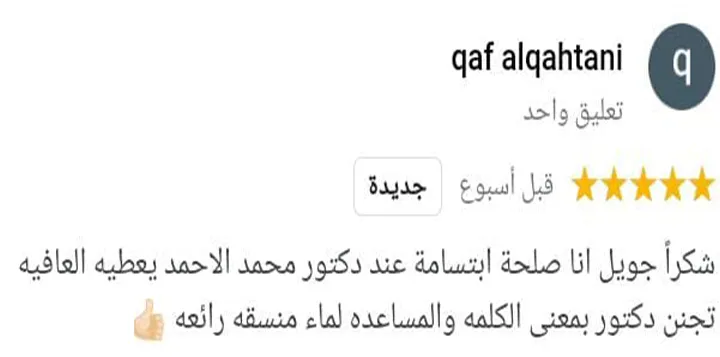 qaf alqahtani
q
تعليق واحد
قبل أسبوع
جديدة
شكراً جويل انا صلحة ابتسامة عند دكتور محمد الاحمد يعطيه العافيه
تجنن دكتور بمعنى الكلمه والمساعده لماء منسقه رائعه 👍🏻